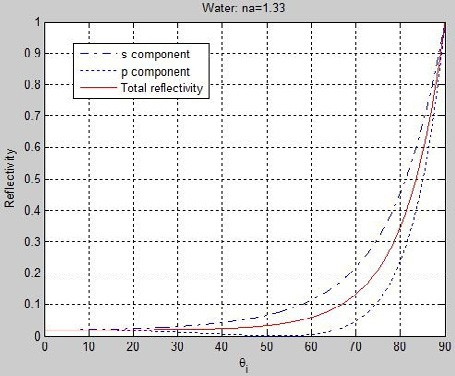 Water: na=1.33
1
0.9
0.8
0.7
0.6
0.5
0.4
0.3
0.2
0.1
0
s component
p component
Total reflectivity
Reflectivity
0 10 20 30 40 50 60 70 80 90
θi